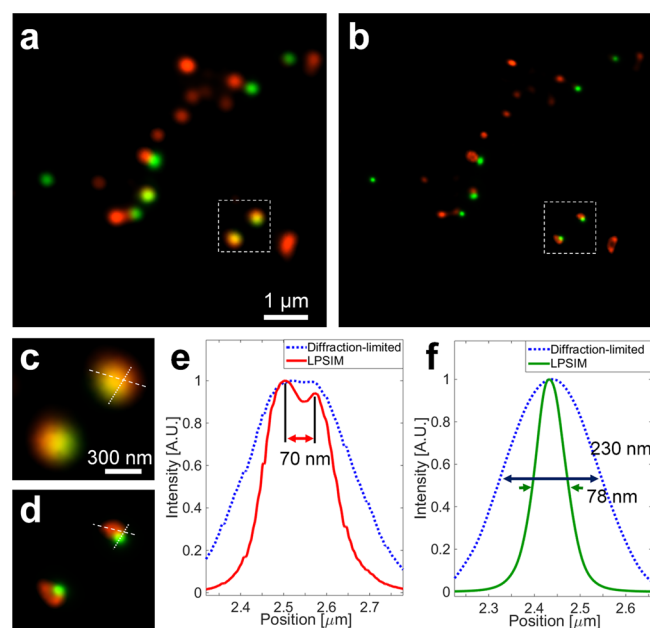 a
b
1 μm
c
300 nm
d
e
Diffraction-limited
LPSIM
Intensity [A.U.]
1
0.8
0.6
0.4
0.2
0
70 nm
2.4
2.5
2.6
2.7
Position [μm]
f
Diffraction-limited
LPSIM
Intensity [A.U.]
1
0.8
0.6
0.4
0.2
0
230 nm
78 nm
2.3
2.4
2.5
2.6
Position [μm]